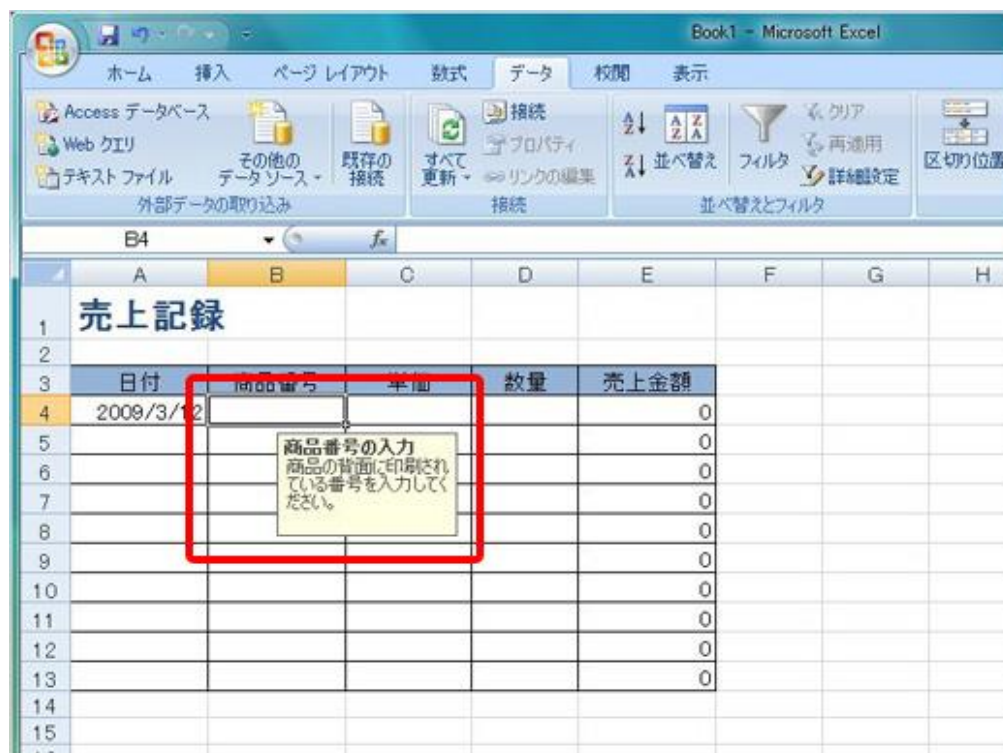 Book1 - Microsoft Excel
ホーム 挿入 ページ レイアウト 数式 データ 校閲 表示
Access データベース
Web クエリ
テキスト ファイル
その他の
データ ソース
既存の
接続
外部データの取り込み
すべて
更新
接続
プロパティ
リンクの編集
接続
並べ替え
フィルタ
クリア
再適用
詳細設定
並べ替えとフィルタ
区切り位置
B4 fx
A B C D E F G H
1 売上記録
2
3 日付 商品番号 単価 数量 売上金額
4 2009/3/12 0
5 0
商品番号の入力
商品の背面に印刷され
ている番号を入力してく
ださい。
6 0
7 0
8 0
9 0
10 0
11 0
12 0
13 0
14
15